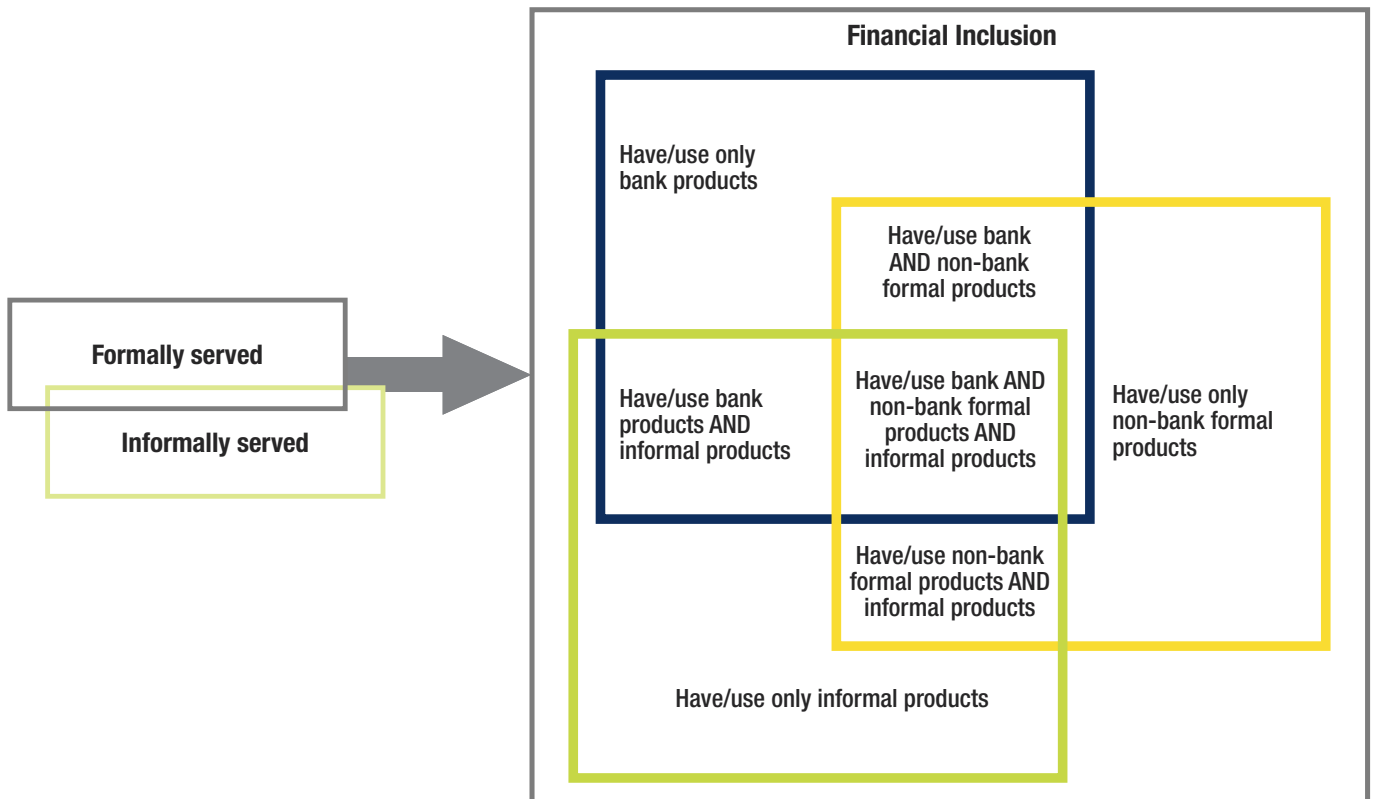 Financial Inclusion
Have/use only
bank products
Have/use bank
AND non-bank
formal products
Formally served
Informally served
Have/use bank
products AND
informal products
Have/use bank AND
non-bank formal
products AND
informal products
Have/use only
non-bank formal
products
Have/use non-bank
formal products AND
informal products
Have/use only informal products